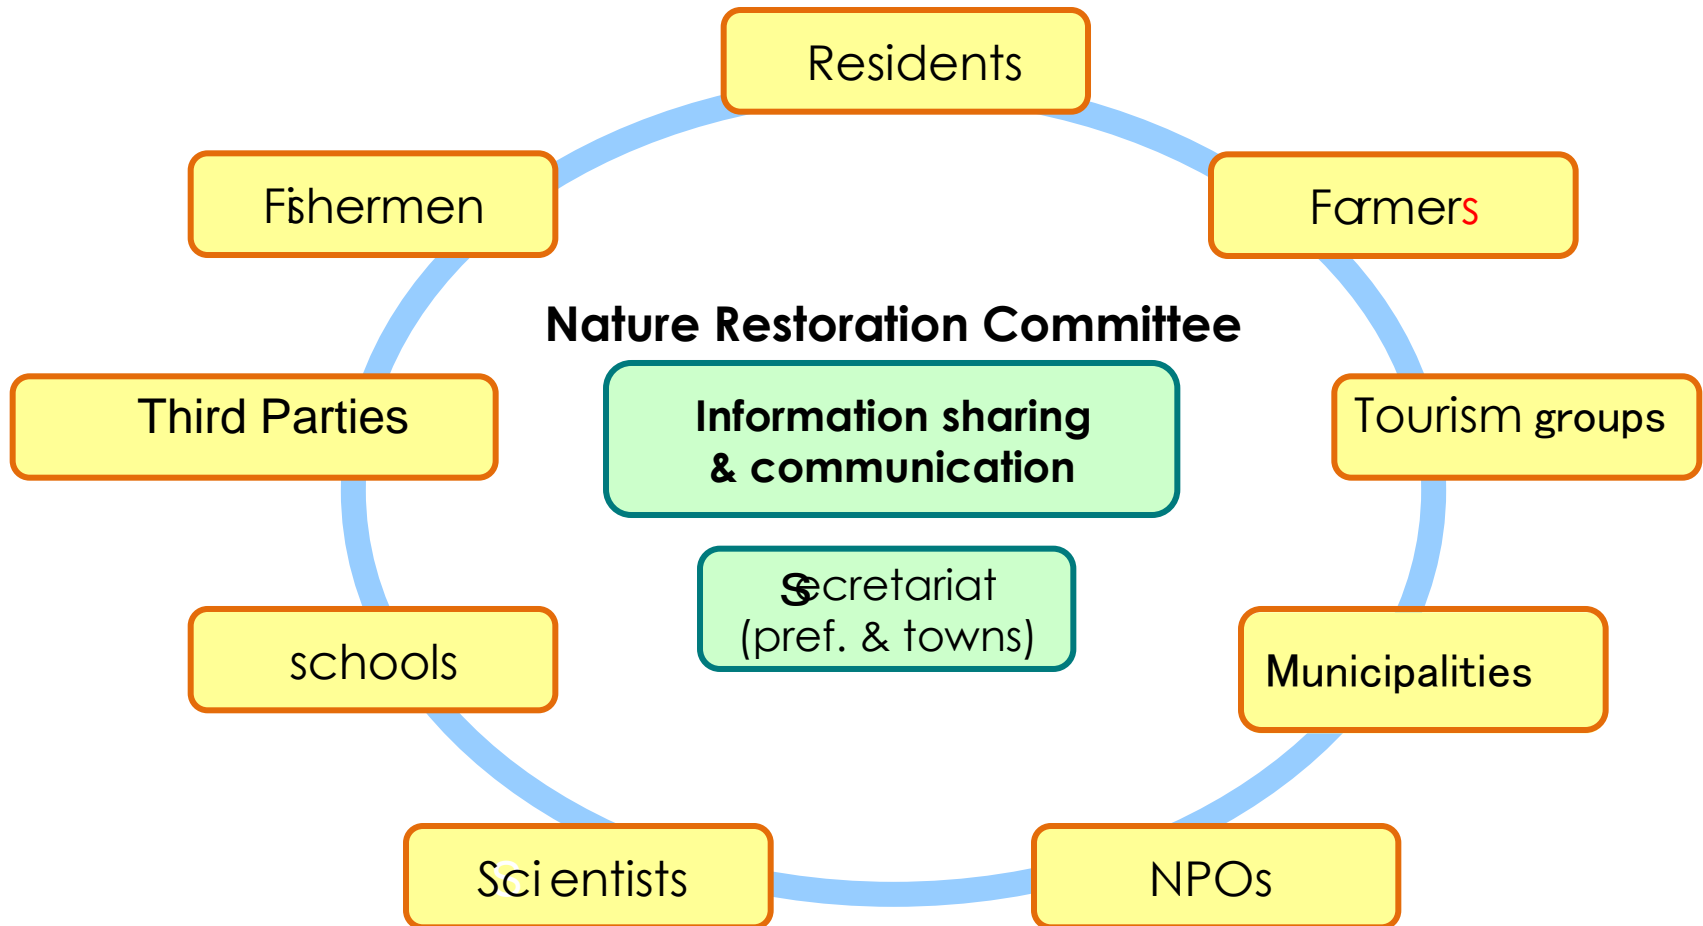 Residents
Fishermen
Farmers
Nature Restoration Committee
Third Parties
Information sharing
& communication
Tourism groups
Secretariat
(pref. & towns)
schools
Municipalities
Scientists
NPOs